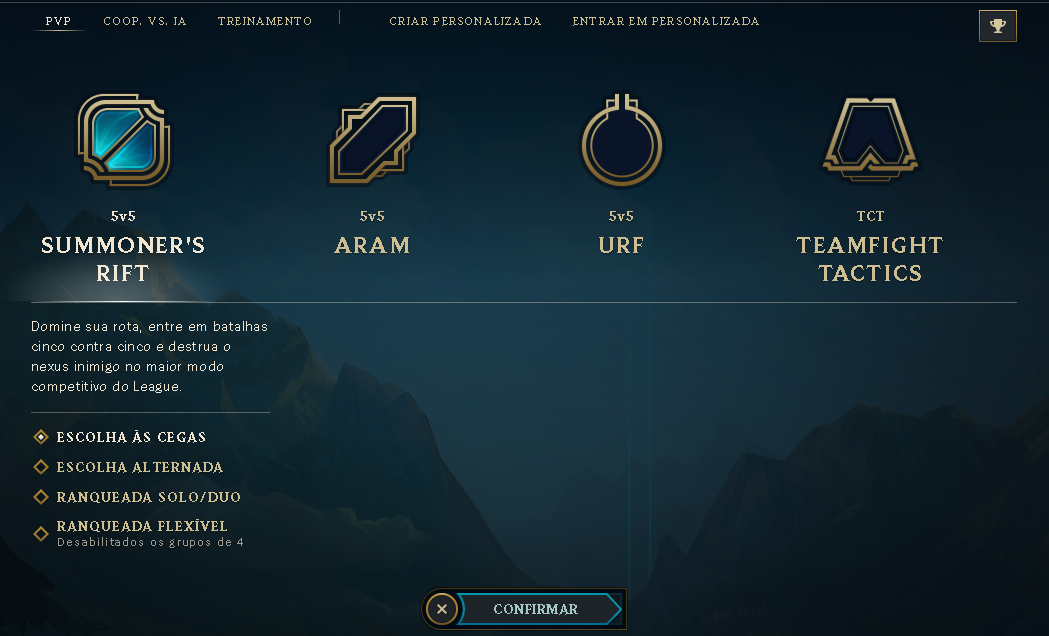 PVP COOP. VS. IA TREINAMENTO CRIAR PERSONALIZADA ENTRAR EM PERSONALIZADA
5v5
SUMMONER'S
RIFT
5v5
ARAM
5v5
URF
TCT
TEAMFIGHT
TACTICS
Domine sua rota, entre em batalhas
cinco contra cinco e destrua o
nexus inimigo no maior modo
competitivo do League.
ESCOLHA ÀS CEGAS
ESCOLHA ALTERNADA
RANQUEADA SOLO/DUO
RANQUEADA FLEXÍVEL
Desabilitados os grupos de 4
CONFIRMAR